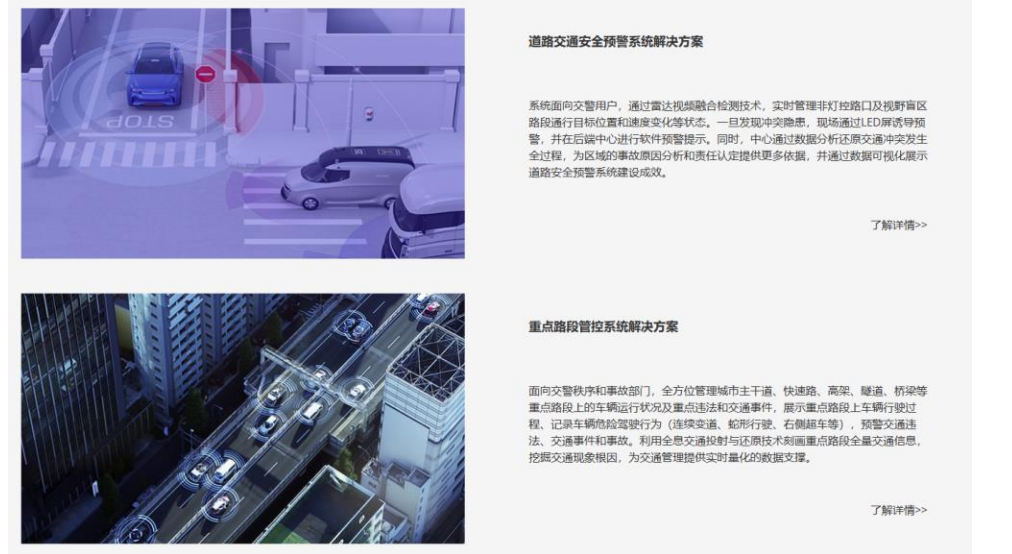 STOP
道路交通安全预警系统解决方案
系统面向交警用户，通过雷达视频融合检测技术，实时管理非灯控路口及视野盲区
路段通行目标位置和速度变化等状态。一旦发现冲突隐患，现场通过LED屏诱导预
警，并在后端中心进行软件预警提示。同时，中心通过数据分析还原交通冲突发生
全过程，为区域的事故原因分析和责任认定提供更多依据，并通过数据可视化展示
道路安全预警系统建设成效。
了解详情>>
重点路段管控系统解决方案
面向交警秩序和事故部门，全方位管理城市主干道、快速路、高架、隧道、桥梁等
重点路段上的车辆运行状况及重点违法和交通事件，展示重点路段上车辆行驶过
程、记录车辆危险驾驶行为（连续变道、蛇形行驶、右侧超车等），预警交通违
法、交通事件和事故。利用全息交通投射与还原技术刻画重点路段全量交通信息，
挖掘交通现象根因，为交通管理提供实时量化的数据支撑。
了解详情>>